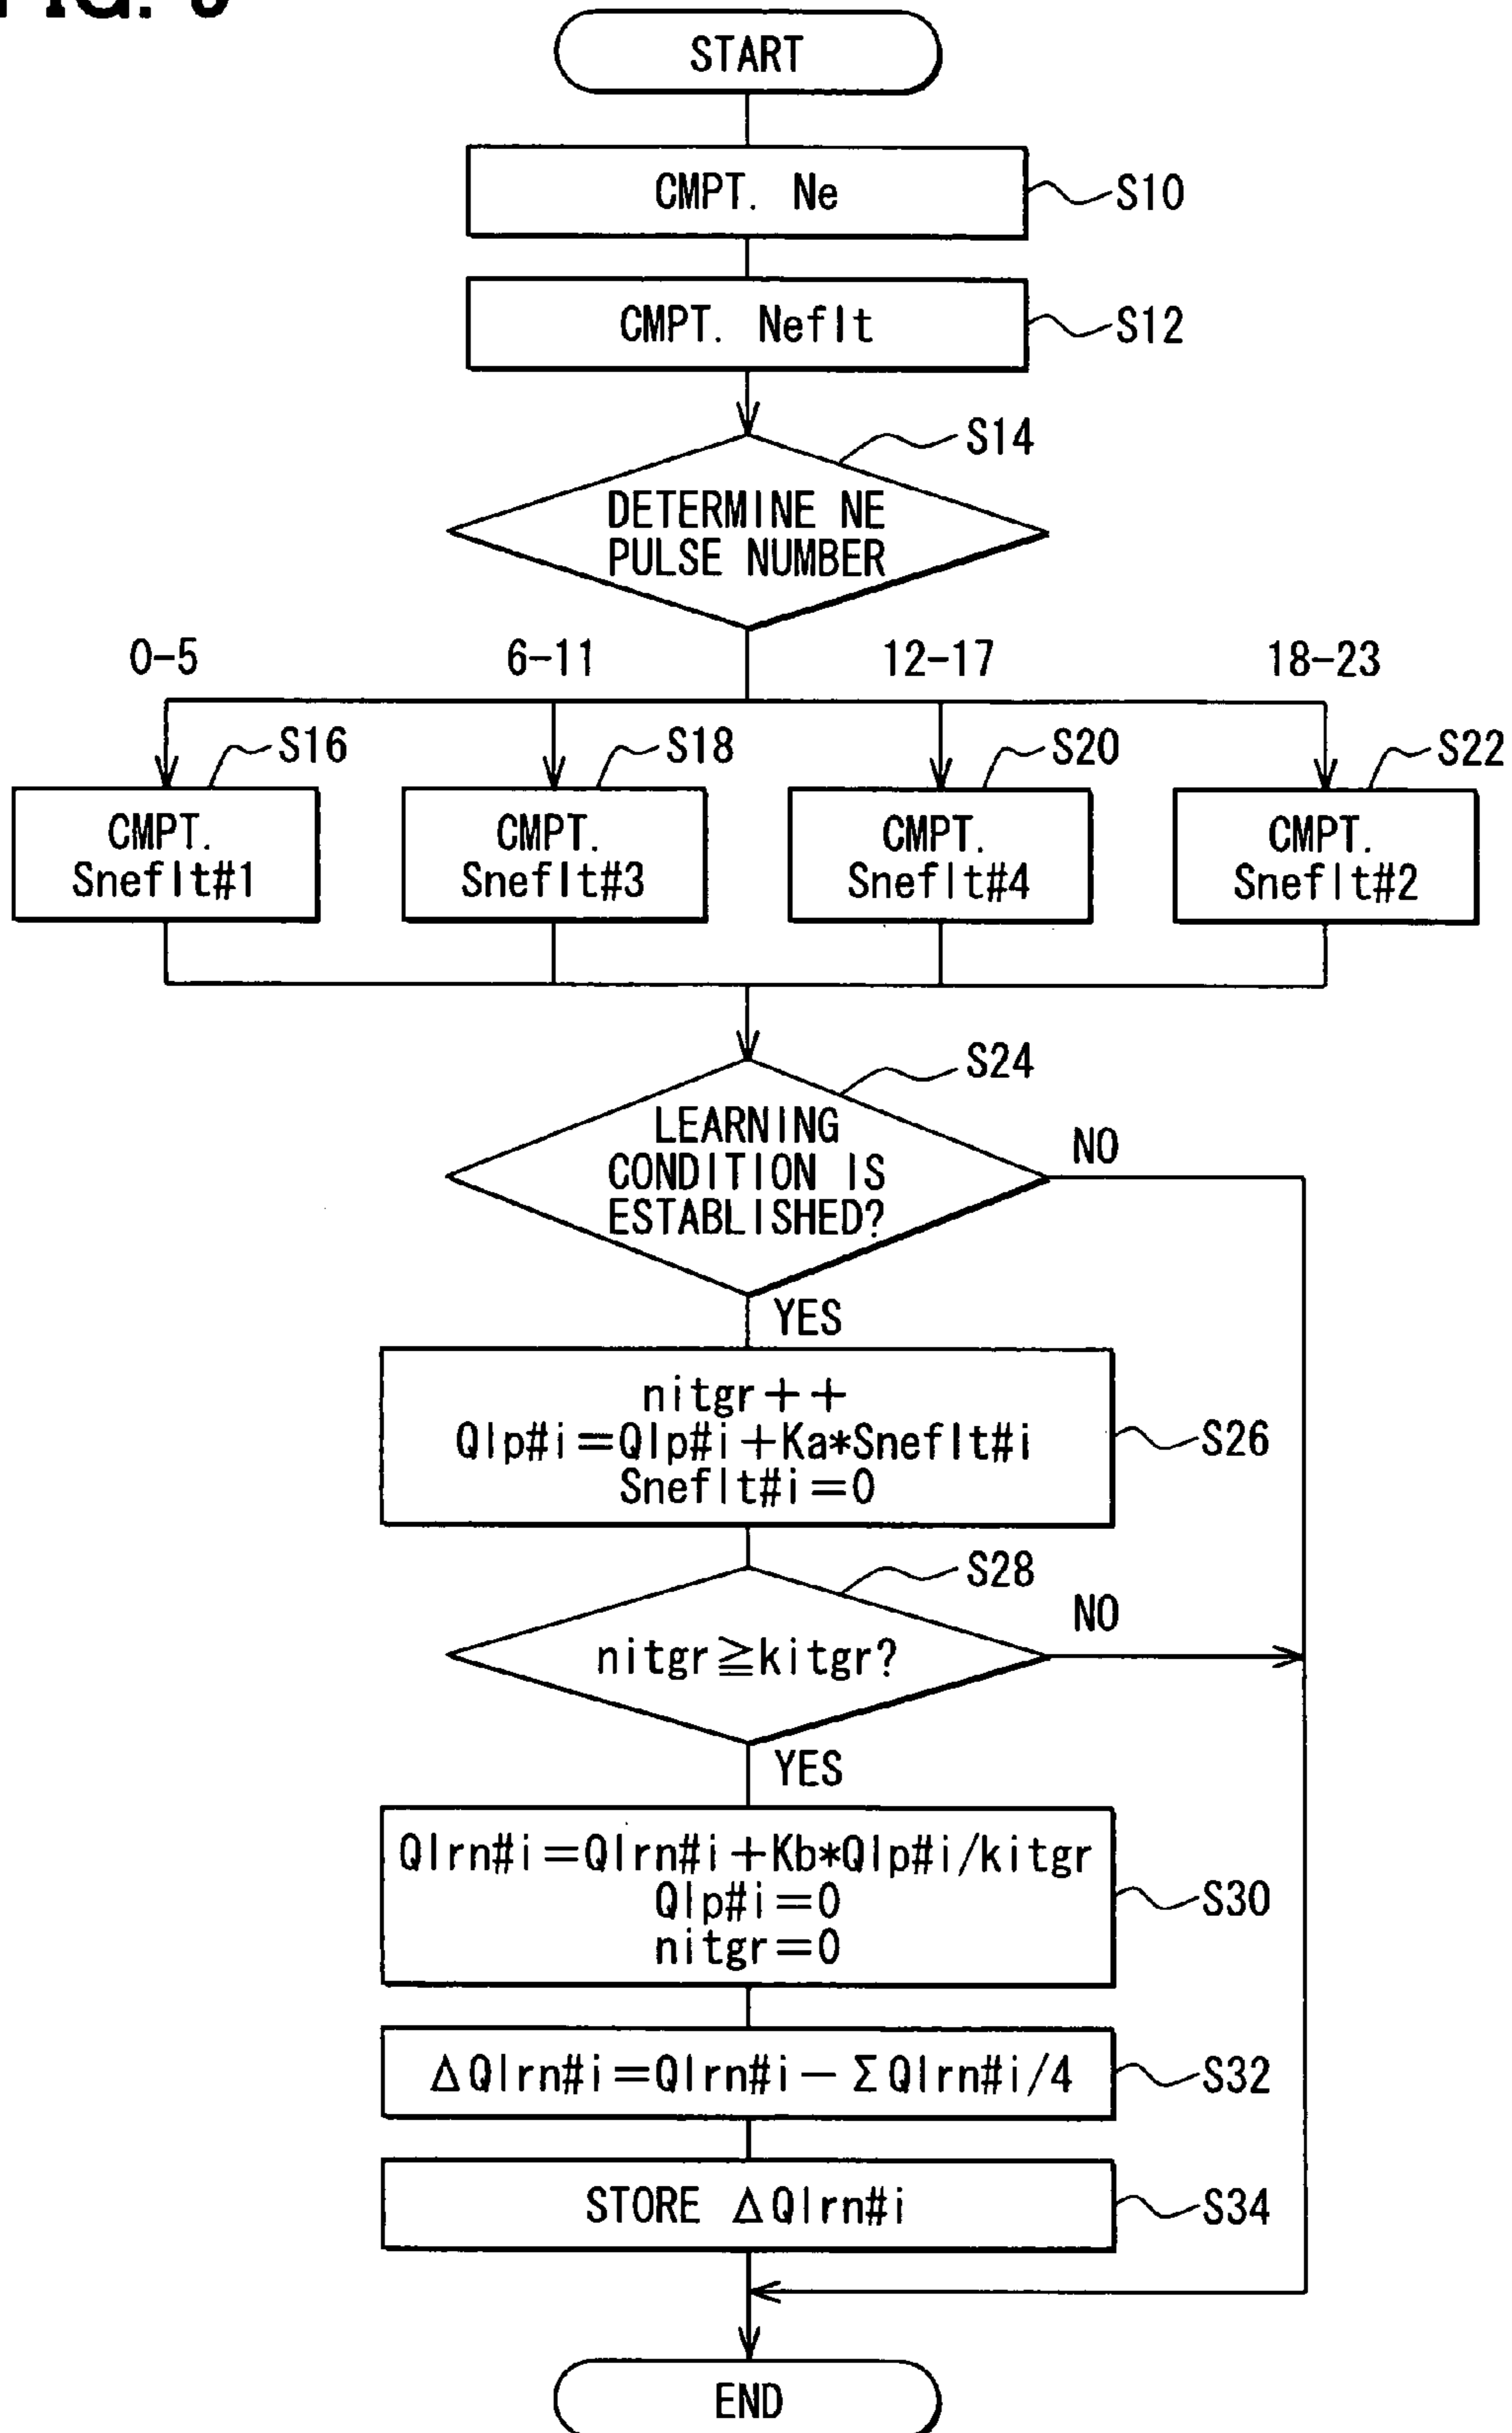 START
CMPT. Ne
S10
CMPT. Neflt
S12
S14
DETERMINE NE
PULSE NUMBER
0-5
6-11
12-17
18-23
S16
S18
S20
S22
CMPT.
Sneflt#1
CMPT.
Sneflt#3
CMPT.
Sneflt#4
CMPT.
Sneflt#2
S24
LEARNING
CONDITION IS
ESTABLISHED?
NO
YES
nitgr++
Qlp#i=Qlp#i+Ka*Sneflt#i
Sneflt#i=0
S26
S28
nitgr≧kitgr?
NO
YES
Qlrn#i=Qlrn#i+Kb*Qlp#i/kitgr
Qlp#i=0
nitgr=0
S30
ΔQlrn#i=Qlrn#i-ΣQlrn#i/4
S32
STORE ΔQlrn#i
S34
END